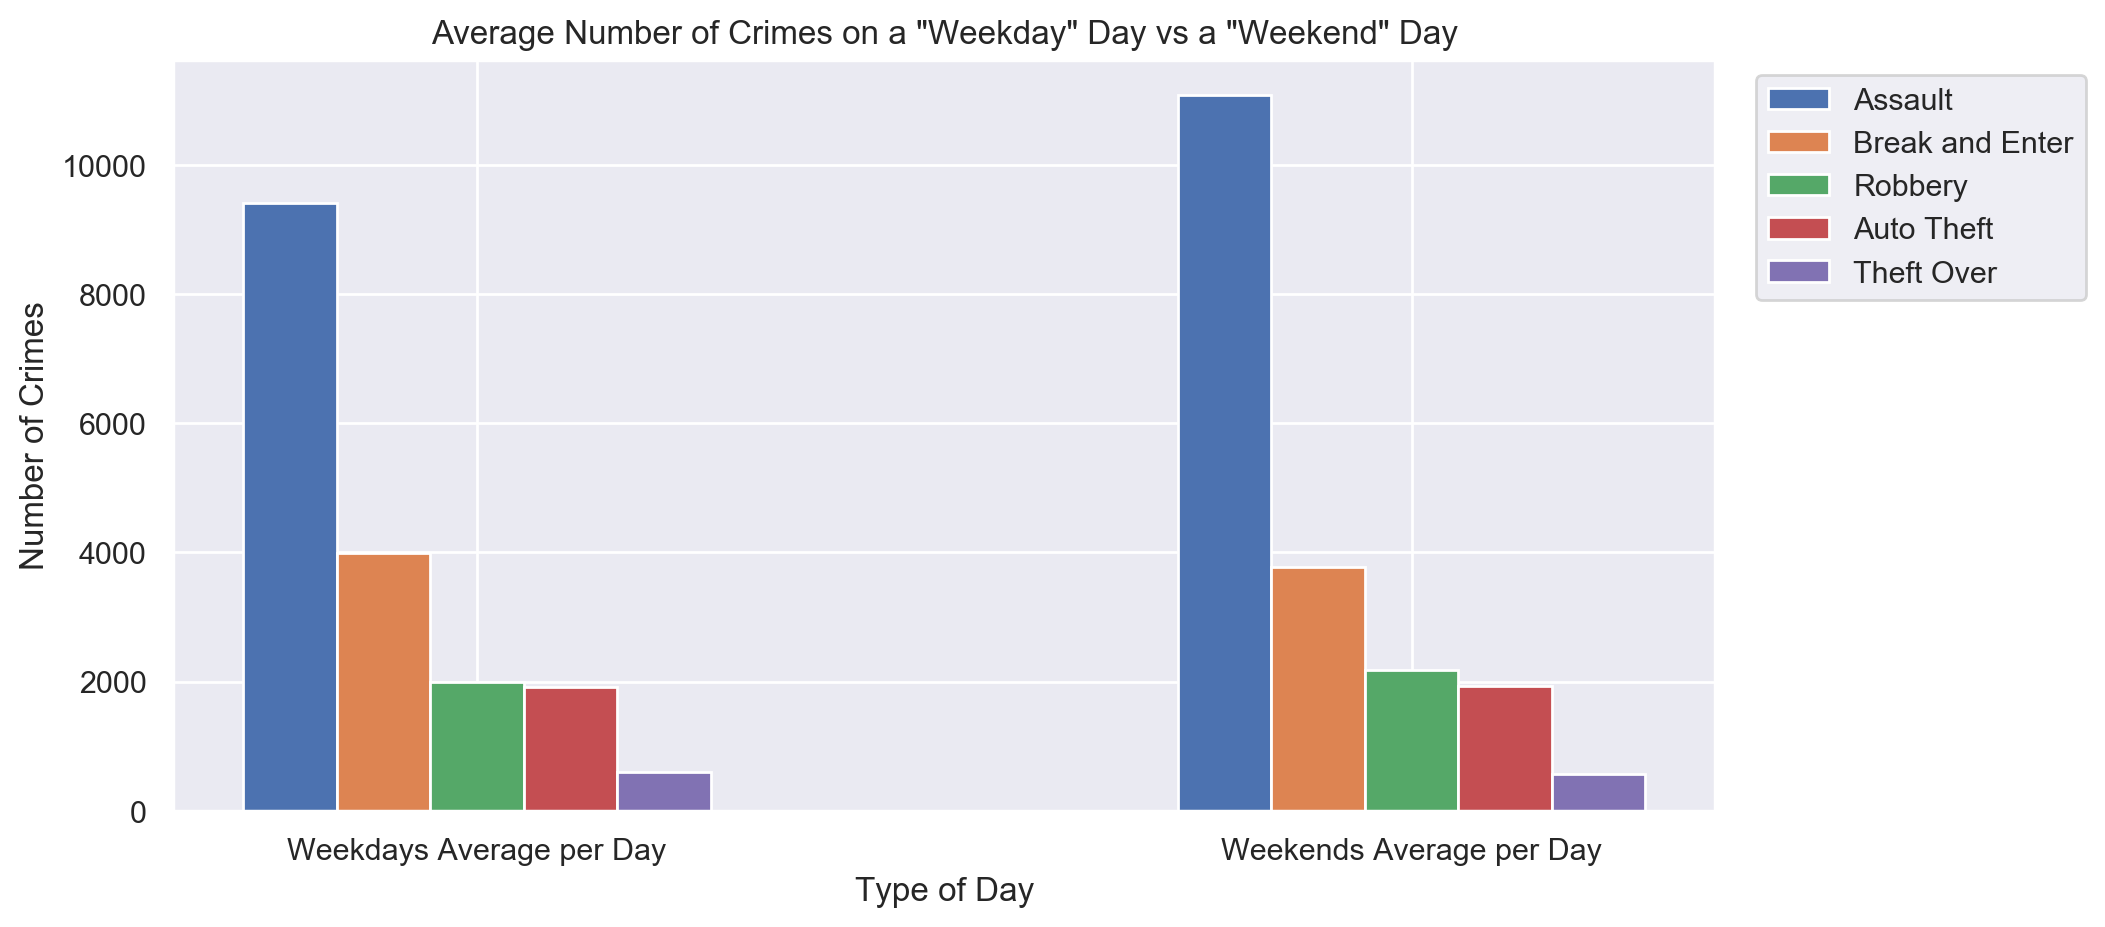 Average Number of Crimes on a "Weekday" Day vs a "Weekend" Day
Number of Crimes
10000
8000
6000
4000
2000
0
Weekdays Average per Day
Weekends Average per Day
Type of Day
Assault
Break and Enter
Robbery
Auto Theft
Theft Over